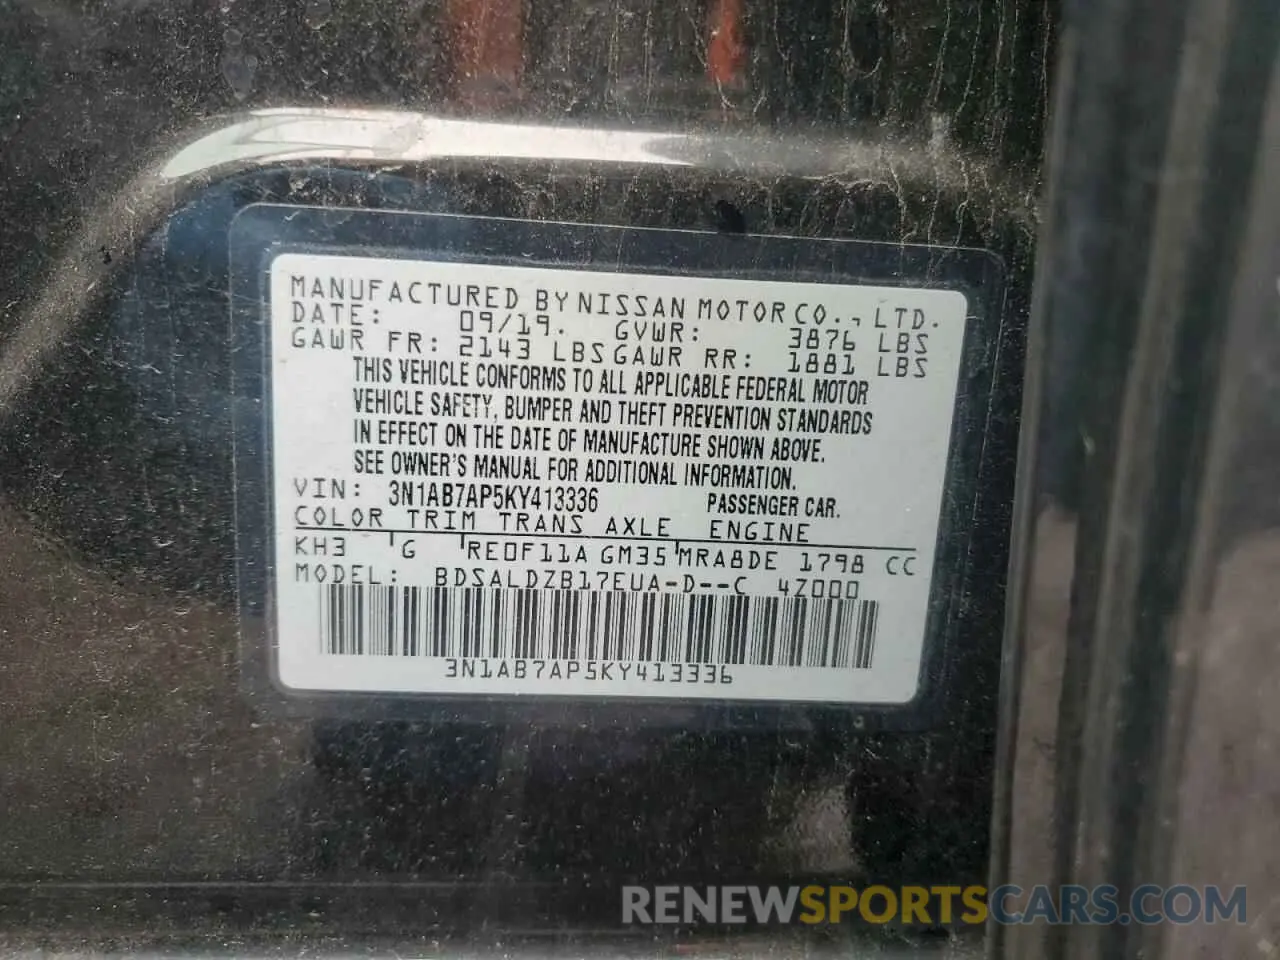 MANUFACTURED BY NISSAN MOTOR CO., LTD.
DATE: 09/19. GVWR: 3876 LBS
GAWR FR: 2143 LBS GAWR RR: 1881 LBS
THIS VEHICLE CONFORMS TO ALL APPLICABLE FEDERAL MOTOR
VEHICLE SAFETY, BUMPER AND THEFT PREVENTION STANDARDS
IN EFFECT ON THE DATE OF MANUFACTURE SHOWN ABOVE.
SEE OWNER'S MANUAL FOR ADDITIONAL INFORMATION.
VIN: 3N1AB7AP5KY413336 PASSENGER CAR.
COLOR TRIM TRANS AXLE ENGINE
KH3 'G 'RE0F11A GM35'MRA8DE 1798 CC
MODEL: BDSALDZB17EUA-D--C 4Z000
3N1AB7AP5KY413336
RENEWSPORTSCARS.COM